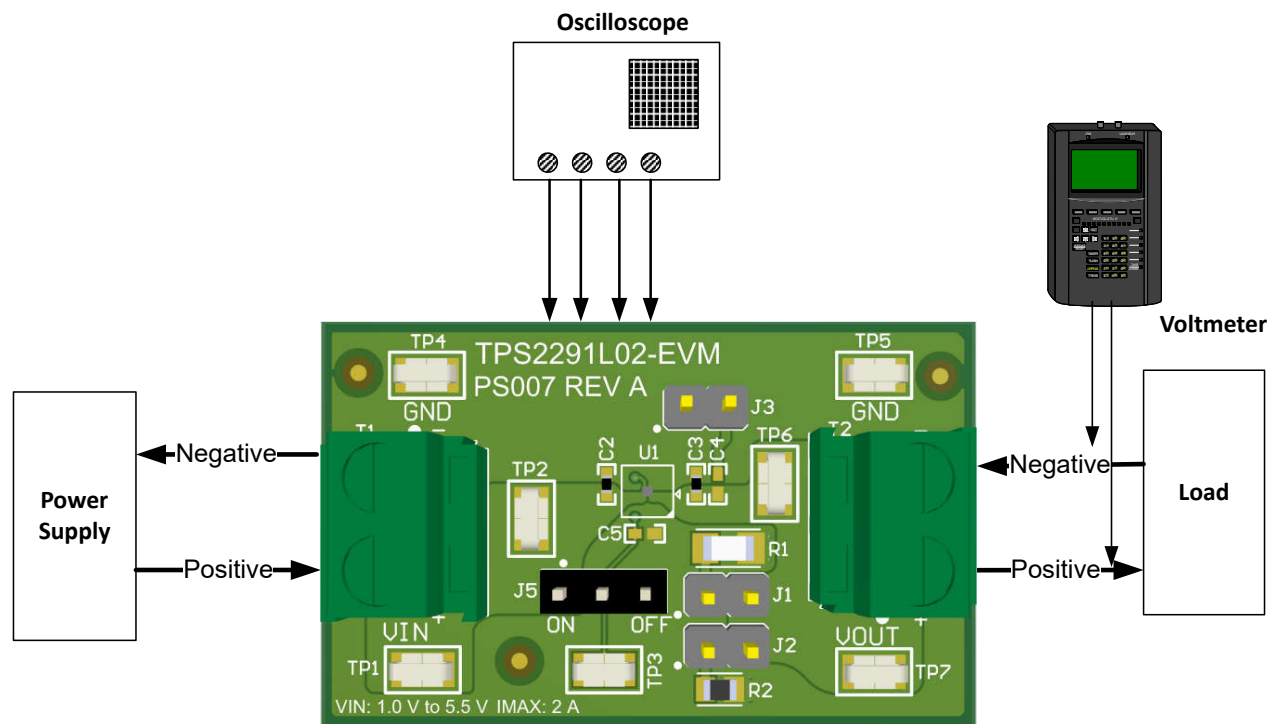 Oscilloscope
Voltmeter
TP4
TPS2291L02-EVM
TP5
PS007 REV A
GND
J3
GND
T1
TP6
T2
Negative
C2
U1
C3
C4
Negative
TP2
Power
Supply
Load
C5
R1
Positive
J5
J1
Positive
ON
OFF
VIN
J2
VOUT
TP1
TP3
TP7
R2
VIN: 1.0 V to 5.5 V IMAX: 2 A